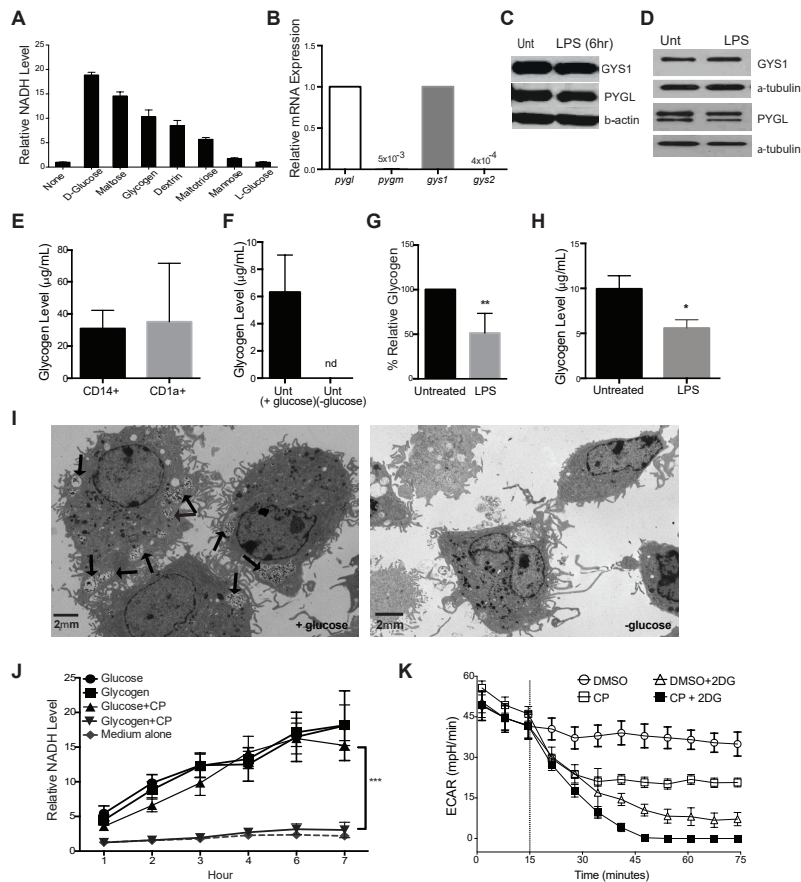 A
Relative NADH Level
25
20
15
10
5
0
None
D-Glucose
Maltose
Glycogen
Dextrin
Maltotriose
Mannose
L-Glucose
B
Relative mRNA Expression
1.5
1.0
0.5
0.0
5x10-3
4x10-4
pygl
pygm
gys1
gys2
C
Unt LPS (6hr)
GYS1
PYGL
b-actin
D
Unt LPS
GYS1
a-tubulin
PYGL
a-tubulin
E
Glycogen Level (µg/mL)
80
60
40
20
0
CD14+ CD1a+
F
Glycogen Level (µg/mL)
10
8
6
4
2
0
nd
Unt Unt
(+ glucose)(-glucose)
G
% Relative Glycogen
150
100
50
0
**
Untreated LPS
H
Glycogen Level (µg/mL)
15
10
5
0
*
Untreated LPS
I
2mm
+ glucose
2mm
-glucose
J
Relative NADH Level
25
20
15
10
5
0
Glucose
Glycogen
Glucose+CP
Glycogen+CP
Medium alone
***
1 2 3 4 6 7
Hour
K
ECAR (mpH/min)
60
45
30
15
0
DMSO DMSO+2DG
CP CP + 2DG
0 15 30 45 60 75
Time (minutes)